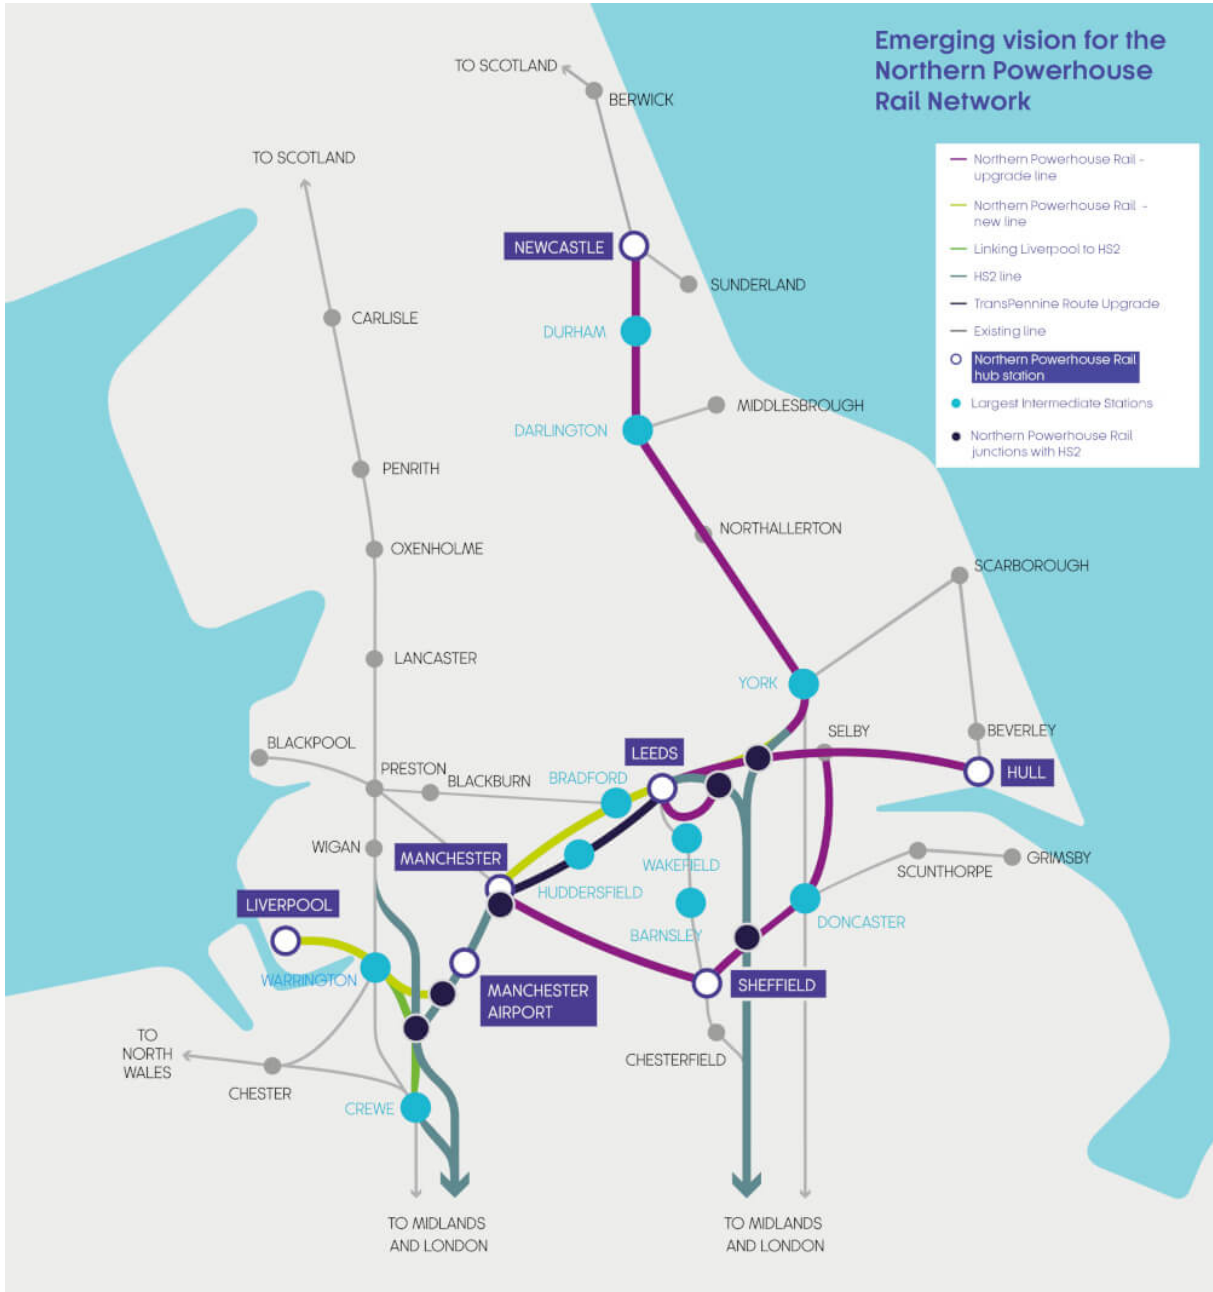 Emerging vision for the
Northern Powerhouse
Rail Network
Northern Powerhouse Rail -
upgrade line
Northern Powerhouse Rail -
new line
Linking Liverpool to HS2
HS2 line
TransPennine Route Upgrade
Existing line
Northern Powerhouse Rail
hub station
Largest Intermediate Stations
Northern Powerhouse Rail
junctions with HS2
TO SCOTLAND
BERWICK
TO SCOTLAND
NEWCASTLE
SUNDERLAND
CARLISLE
DURHAM
MIDDLESBROUGH
DARLINGTON
PENRITH
NORTHALLERTON
OXENHOLME
SCARBOROUGH
LANCASTER
YORK
SELBY
BEVERLEY
BLACKPOOL
LEEDS
PRESTON
BLACKBURN
BRADFORD
HULL
WIGAN
MANCHESTER
WAKEFIELD
HUDDERSFIELD
SCUNTHORPE
GRIMSBY
LIVERPOOL
BARNSLEY
DONCASTER
WARRINGTON
MANCHESTER
AIRPORT
SHEFFIELD
TO
NORTH
WALES
CHESTERFIELD
CHESTER
CREWE
TO MIDLANDS
AND LONDON
TO MIDLANDS
AND LONDON